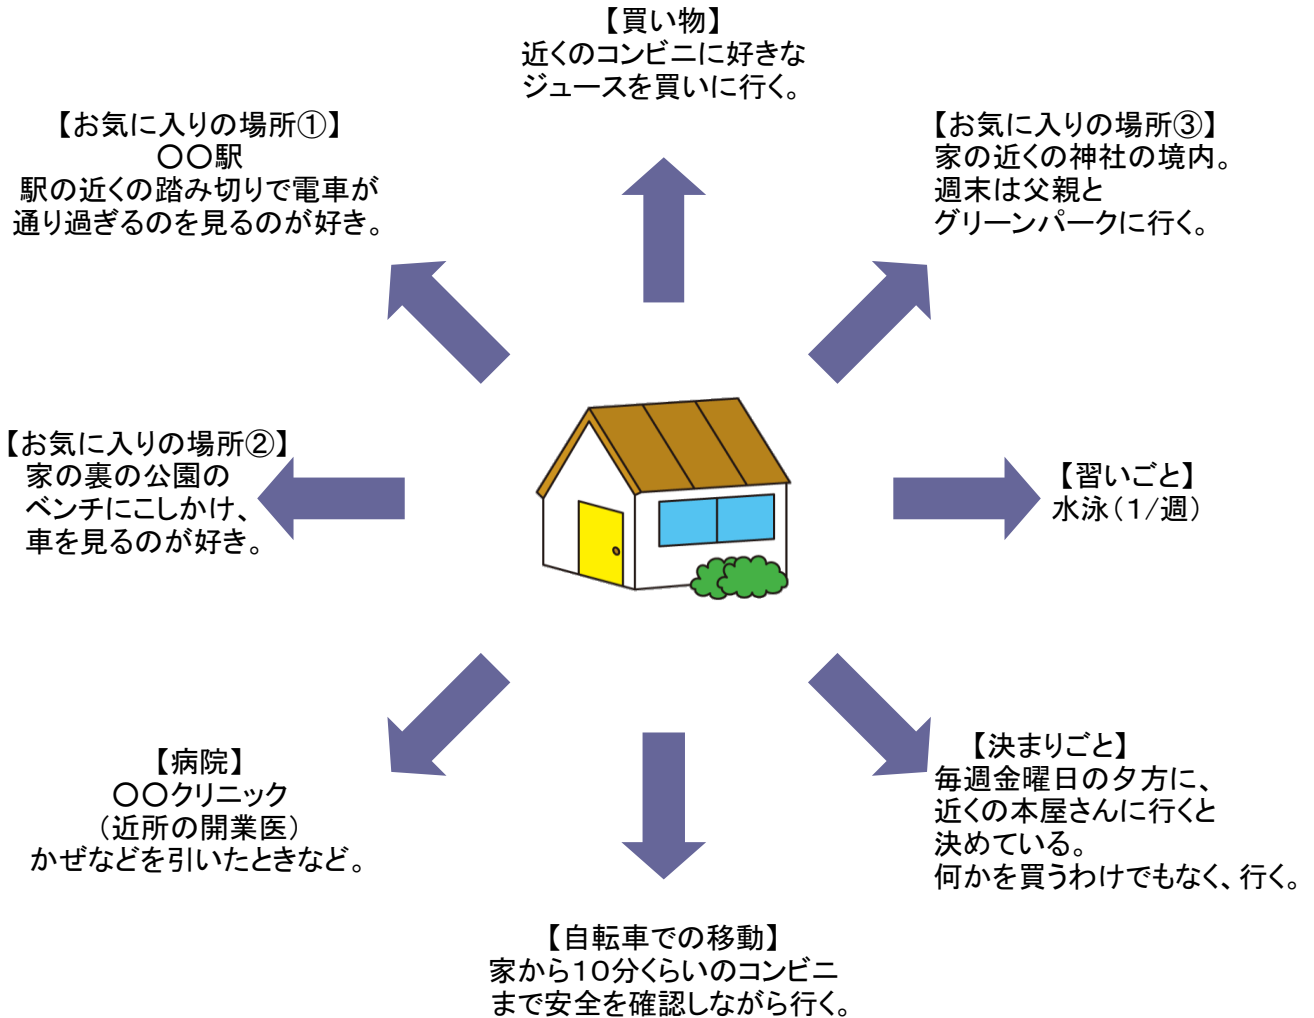 【買い物】
近くのコンビニに好きな
ジュースを買いに行く。
【お気に入りの場所①】
〇〇駅
駅の近くの踏み切りで電車が
通り過ぎるのを見るのが好き。
【お気に入りの場所③】
家の近くの神社の境内。
週末は父親と
グリーンパークに行く。
【お気に入りの場所②】
家の裏の公園の
ベンチにこしかけ、
車を見るのが好き。
【習いごと】
水泳（１/週）
【病院】
〇〇クリニック
（近所の開業医）
かぜなどを引いたときなど。
【決まりごと】
毎週金曜日の夕方に、
近くの本屋さんに行くと
決めている。
何かを買うわけでもなく、行く。
【自転車での移動】
家から１０分くらいのコンビニ
まで安全を確認しながら行く。